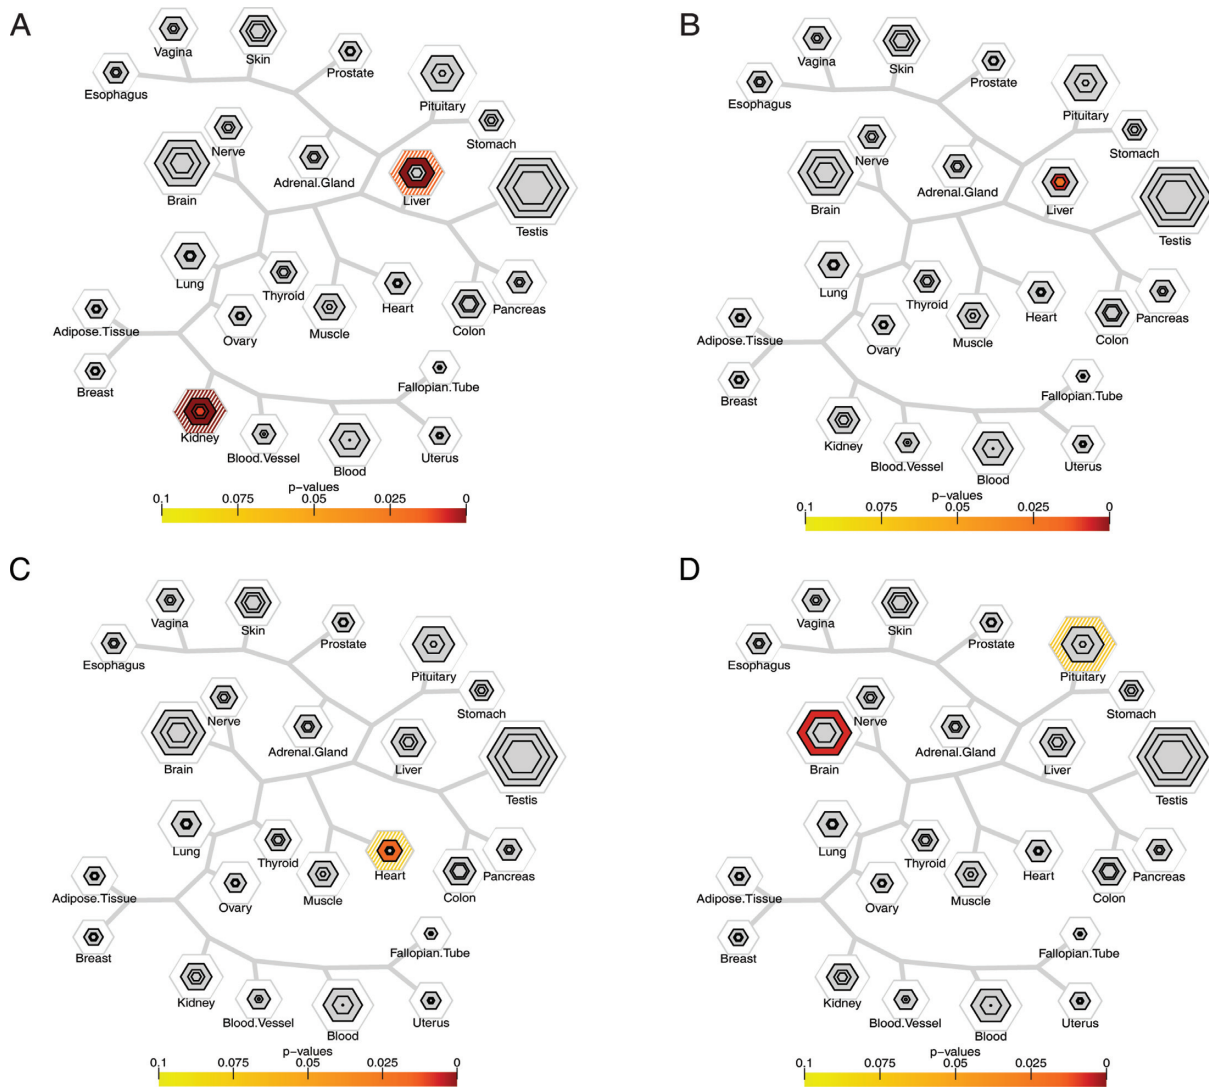 A
Vagina
Skin
Prostate
Esophagus
Pituitary
Stomach
Nerve
Adrenal.Gland
Liver
Brain
Testis
Lung
Thyroid
Heart
Pancreas
Muscle
Colon
Adipose.Tissue
Ovary
Breast
Fallopian.Tube
Kidney
Blood.Vessel
Blood
Uterus
p-values
0.1 0.075 0.05 0.025 0
B
Vagina
Skin
Prostate
Esophagus
Pituitary
Stomach
Nerve
Adrenal.Gland
Liver
Brain
Testis
Lung
Thyroid
Heart
Pancreas
Muscle
Colon
Adipose.Tissue
Ovary
Breast
Fallopian.Tube
Kidney
Blood.Vessel
Blood
Uterus
p-values
0.1 0.075 0.05 0.025 0
C
Vagina
Skin
Prostate
Esophagus
Pituitary
Stomach
Nerve
Adrenal.Gland
Liver
Brain
Testis
Lung
Thyroid
Heart
Pancreas
Muscle
Colon
Adipose.Tissue
Ovary
Breast
Fallopian.Tube
Kidney
Blood.Vessel
Blood
Uterus
p-values
0.1 0.075 0.05 0.025 0
D
Vagina
Skin
Prostate
Esophagus
Pituitary
Stomach
Nerve
Adrenal.Gland
Liver
Brain
Testis
Lung
Thyroid
Heart
Pancreas
Muscle
Colon
Adipose.Tissue
Ovary
Breast
Fallopian.Tube
Kidney
Blood.Vessel
Blood
Uterus
p-values
0.1 0.075 0.05 0.025 0